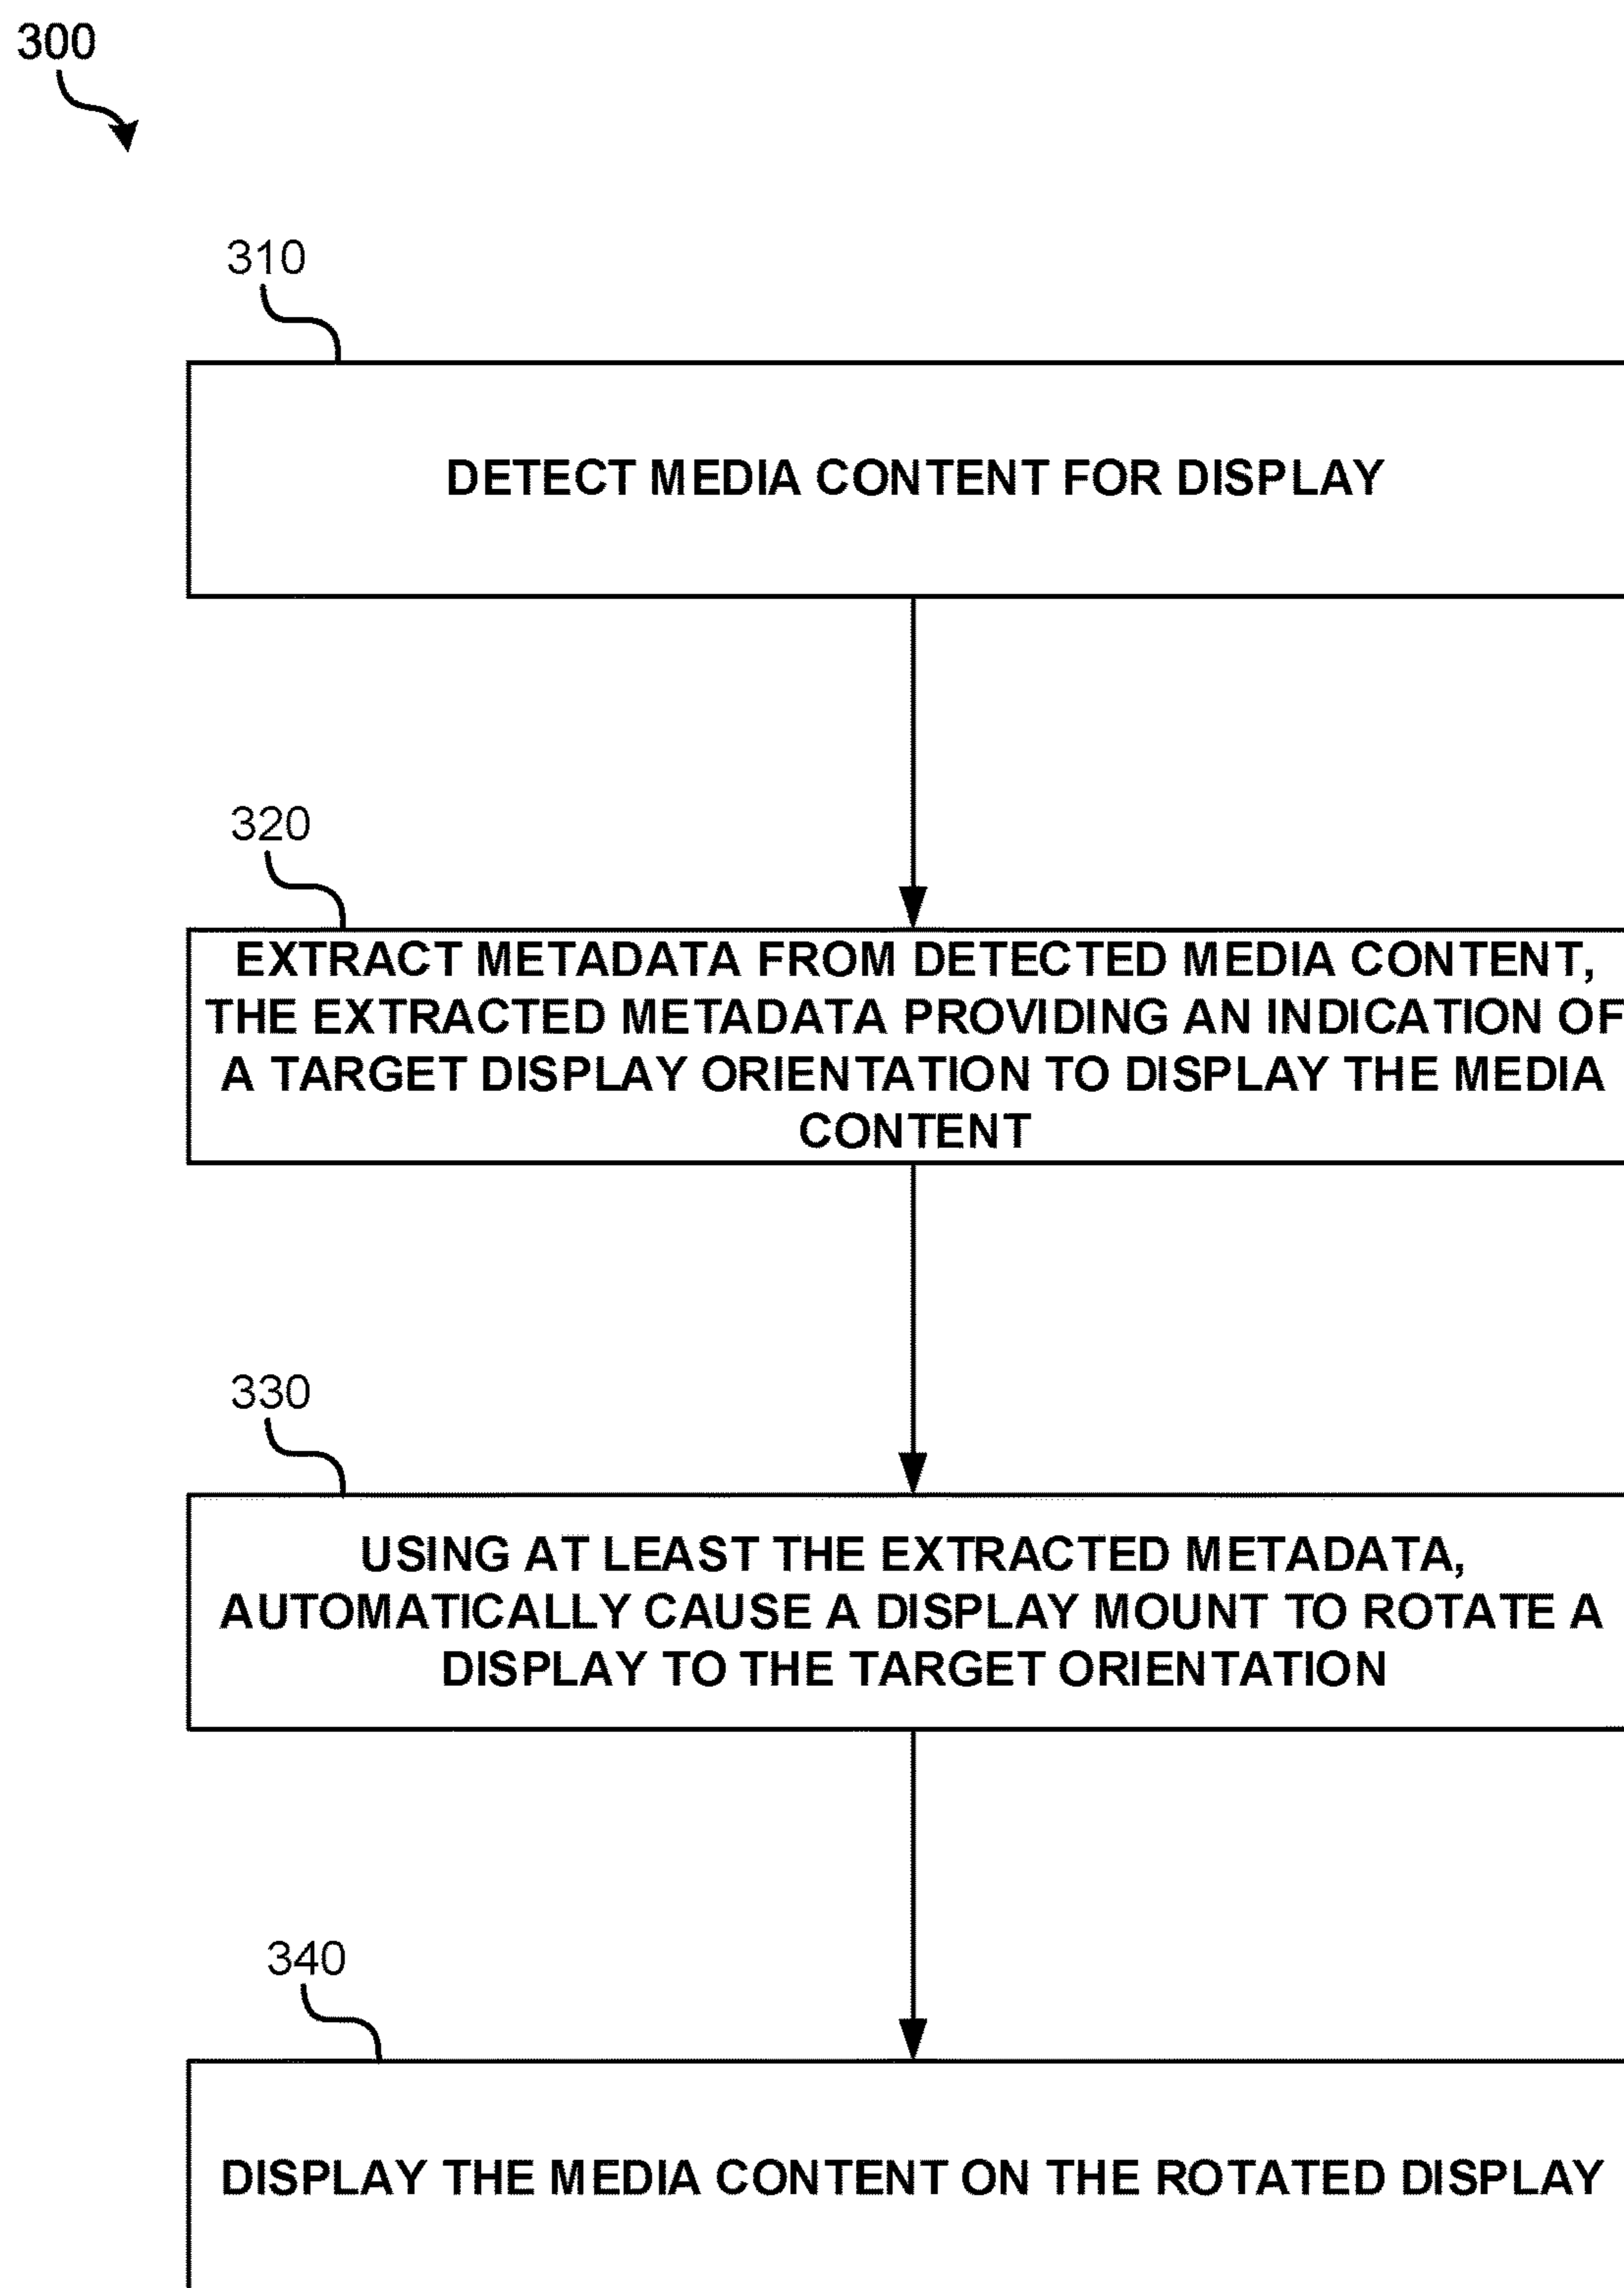 300
310
DETECT MEDIA CONTENT FOR DISPLAY
320
EXTRACT METADATA FROM DETECTED MEDIA CONTENT,
THE EXTRACTED METADATA PROVIDING AN INDICATION OF
A TARGET DISPLAY ORIENTATION TO DISPLAY THE MEDIA
CONTENT
330
USING AT LEAST THE EXTRACTED METADATA,
AUTOMATICALLY CAUSE A DISPLAY MOUNT TO ROTATE A
DISPLAY TO THE TARGET ORIENTATION
340
DISPLAY THE MEDIA CONTENT ON THE ROTATED DISPLAY